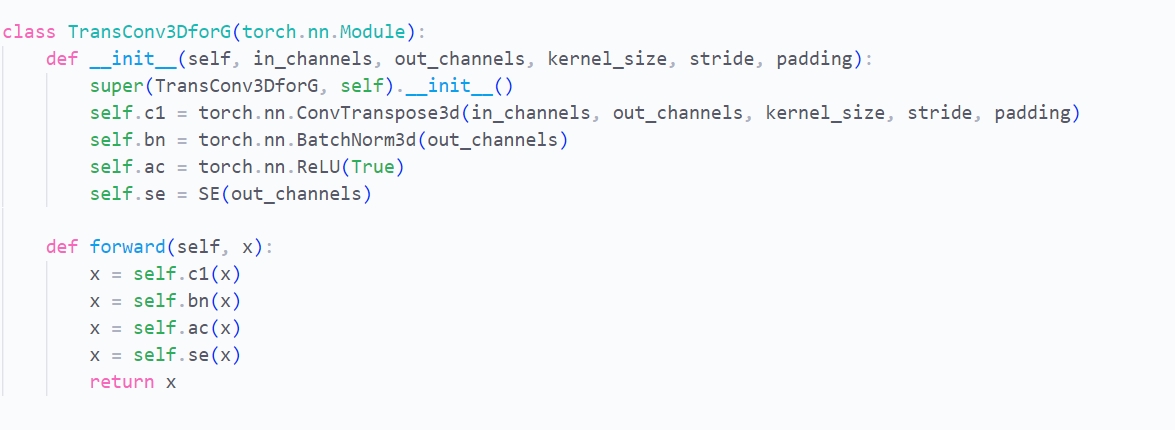 class TransConv3DforG(torch.nn.Module):
    def __init__(self, in_channels, out_channels, kernel_size, stride, padding):
        super(TransConv3DforG, self).__init__()
        self.c1 = torch.nn.ConvTranspose3d(in_channels, out_channels, kernel_size, stride, padding)
        self.bn = torch.nn.BatchNorm3d(out_channels)
        self.ac = torch.nn.ReLU(True)
        self.se = SE(out_channels)

    def forward(self, x):
        x = self.c1(x)
        x = self.bn(x)
        x = self.ac(x)
        x = self.se(x)
        return x